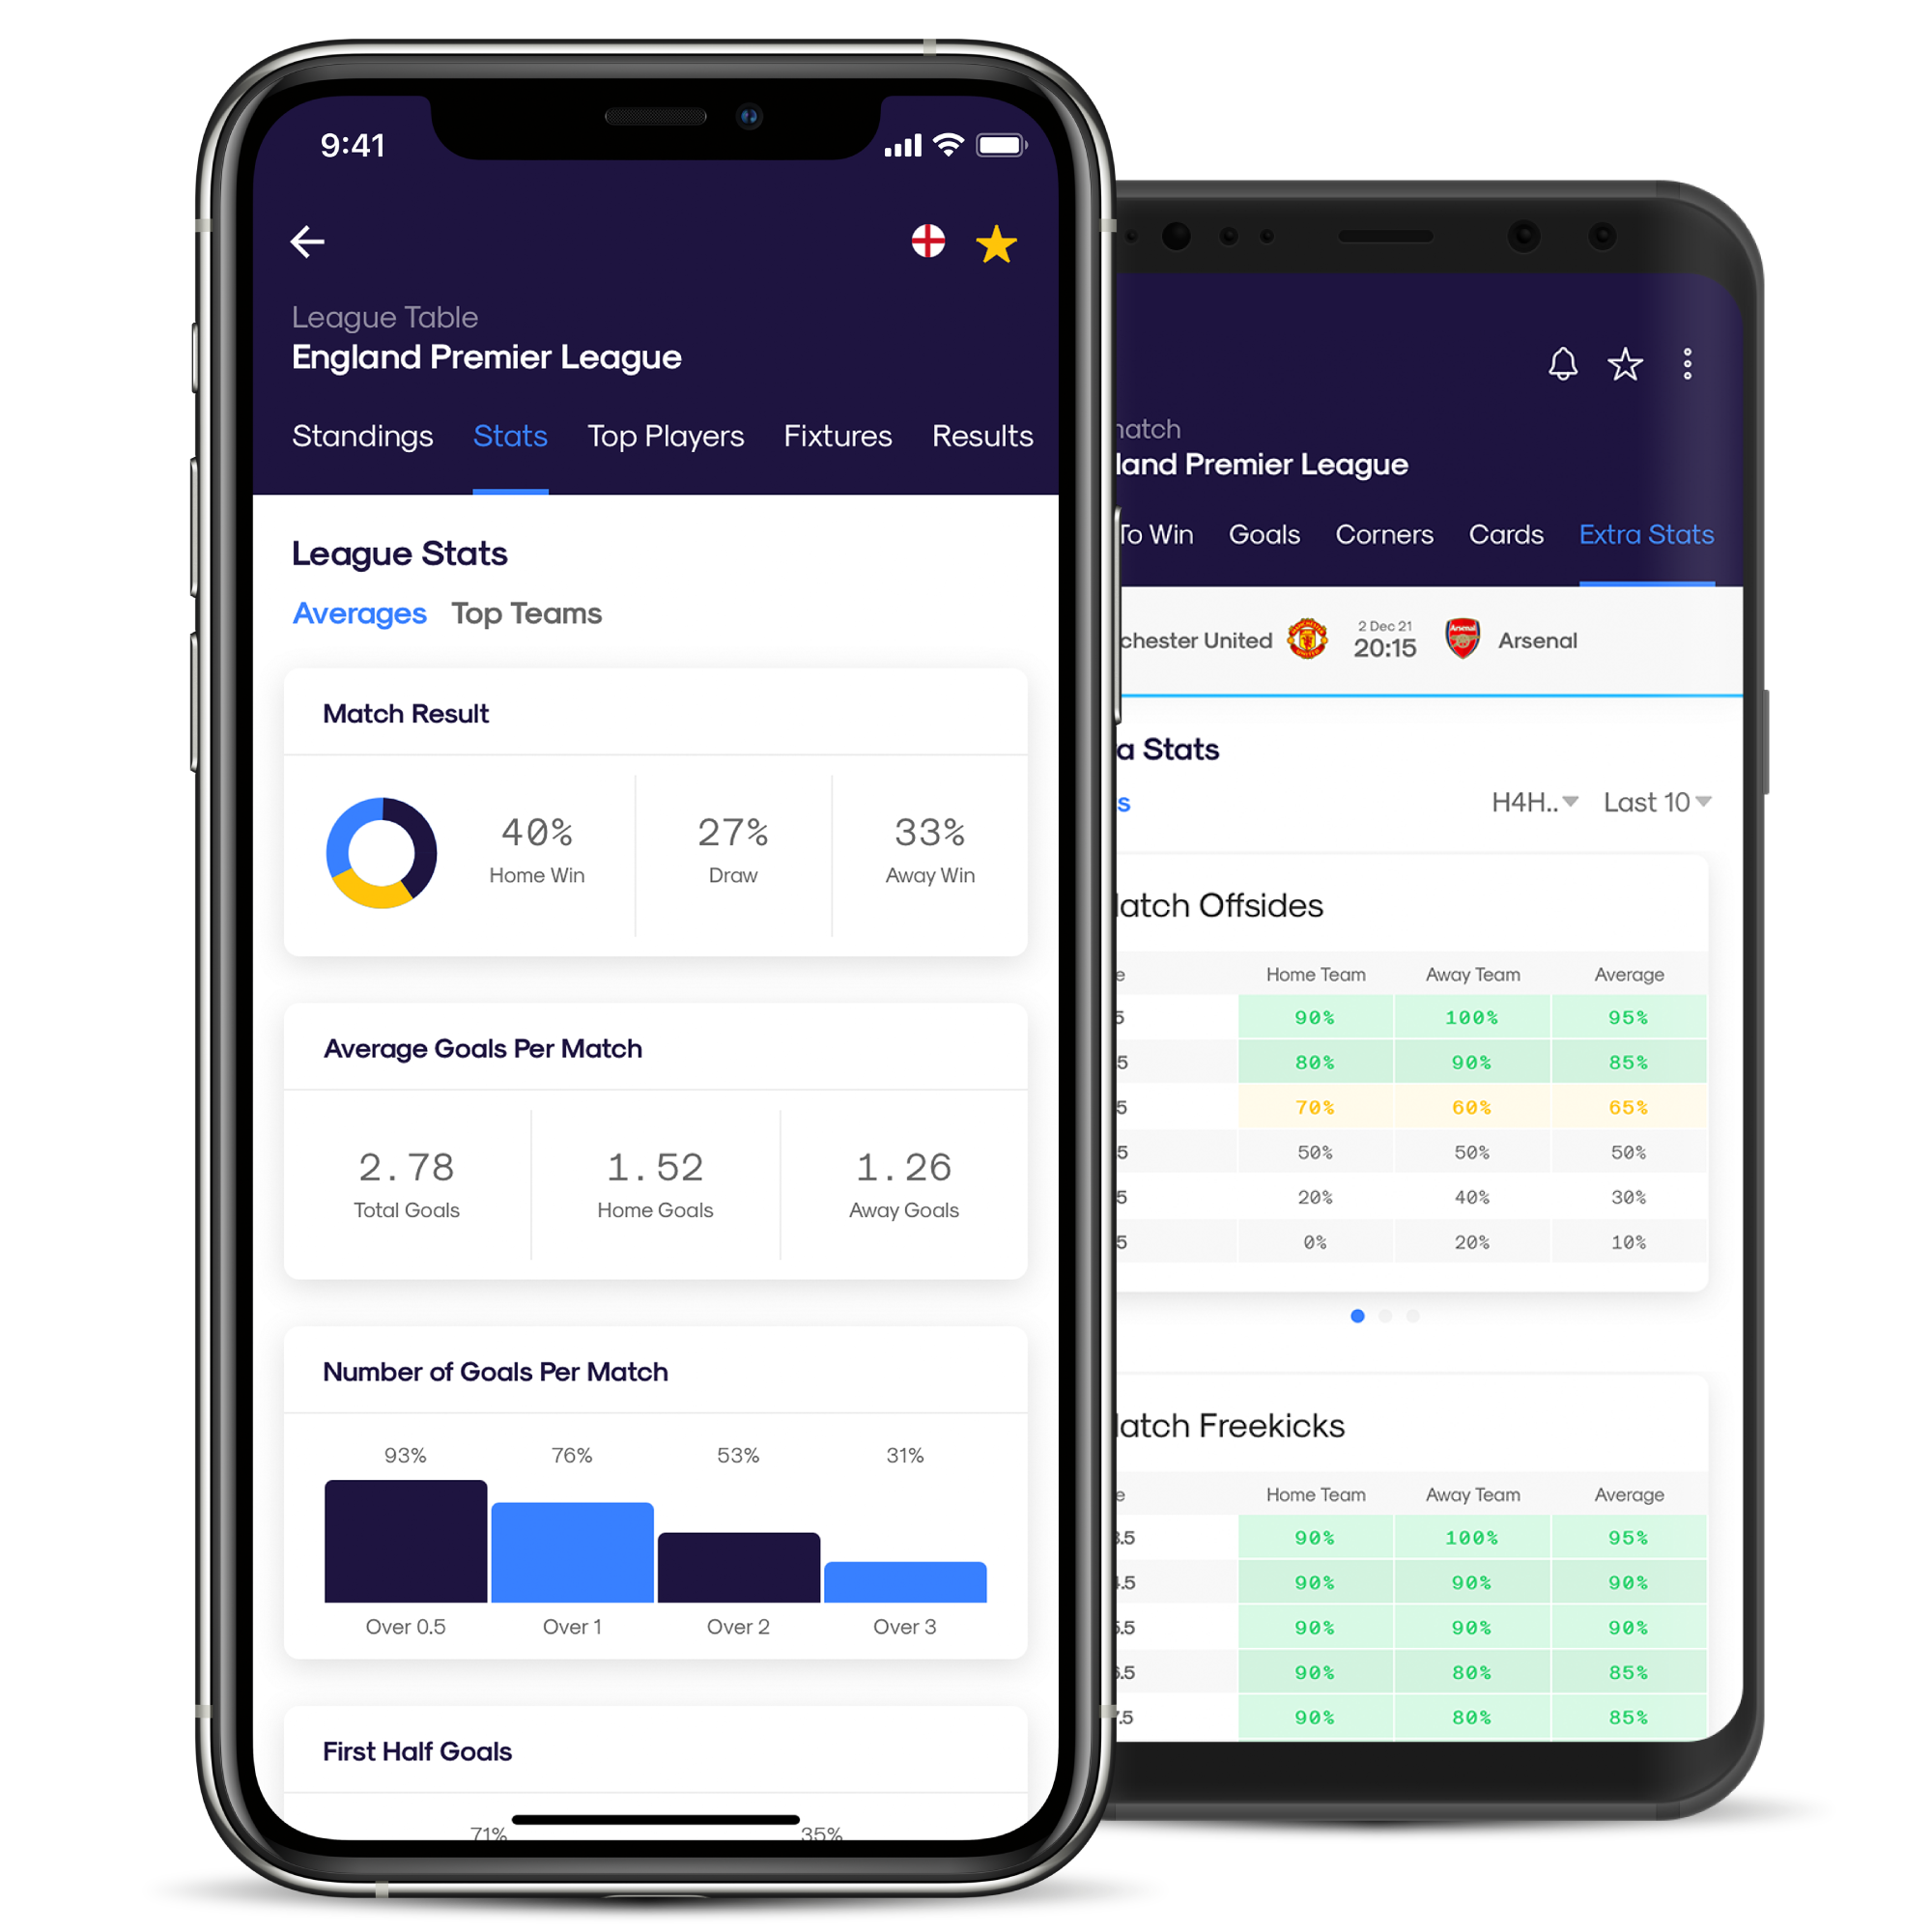 9:41
League Table
England Premier League
Standings Stats Top Players Fixtures Results
League Stats
Averages Top Teams
Match Result
40% 27% 33%
Home Win Draw Away Win
Average Goals Per Match
2.78 1.52 1.26
Total Goals Home Goals Away Goals
Number of Goals Per Match
93% 76% 53% 31%
Over 0.5 Over 1 Over 2 Over 3
First Half Goals
71% 35%
atch
land Premier League
To Win Goals Corners Cards Extra Stats
chester United 2 Dec 21 20:15 Arsenal
a Stats
s H4H.. Last 10
atch Offsides
e Home Team Away Team Average
5 90% 100% 95%
5 80% 90% 85%
5 70% 60% 65%
5 50% 50% 50%
5 20% 40% 30%
5 0% 20% 10%
atch Freekicks
e Home Team Away Team Average
.5 90% 100% 95%
.5 90% 90% 90%
.5 90% 90% 90%
.5 90% 80% 85%
.5 90% 80% 85%